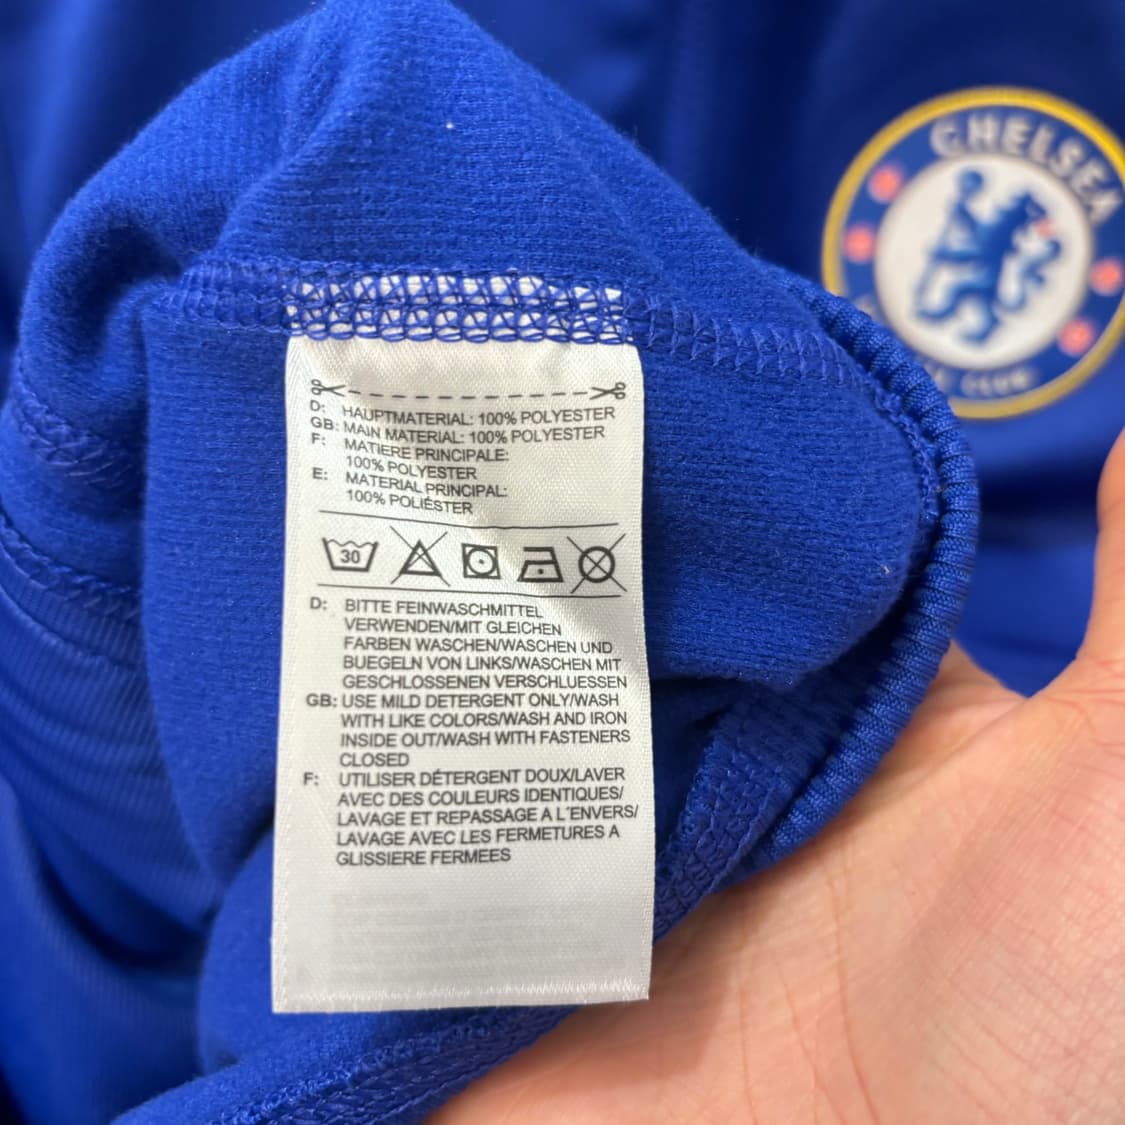 CHELSEA
CLUB
D: HAUPTMATERIAL: 100% POLYESTER
GB: MAIN MATERIAL: 100% POLYESTER
F: MATIERE PRINCIPALE:
100% POLYESTER
E: MATERIAL PRINCIPAL:
100% POLIÉSTER
30
D: BITTE FEINWASCHMITTEL
VERWENDEN/MIT GLEICHEN
FARBEN WASCHEN/WASCHEN UND
BUEGELN VON LINKS/WASCHEN MIT
GESCHLOSSENEN VERSCHLUESSEN
GB: USE MILD DETERGENT ONLY/WASH
WITH LIKE COLORS/WASH AND IRON
INSIDE OUT/WASH WITH FASTENERS
CLOSED
F: UTILISER DÉTERGENT DOUX/LAVER
AVEC DES COULEURS IDENTIQUES/
LAVAGE ET REPASSAGE A L´ENVERS/
LAVAGE AVEC LES FERMETURES A
GLISSIERE FERMEES